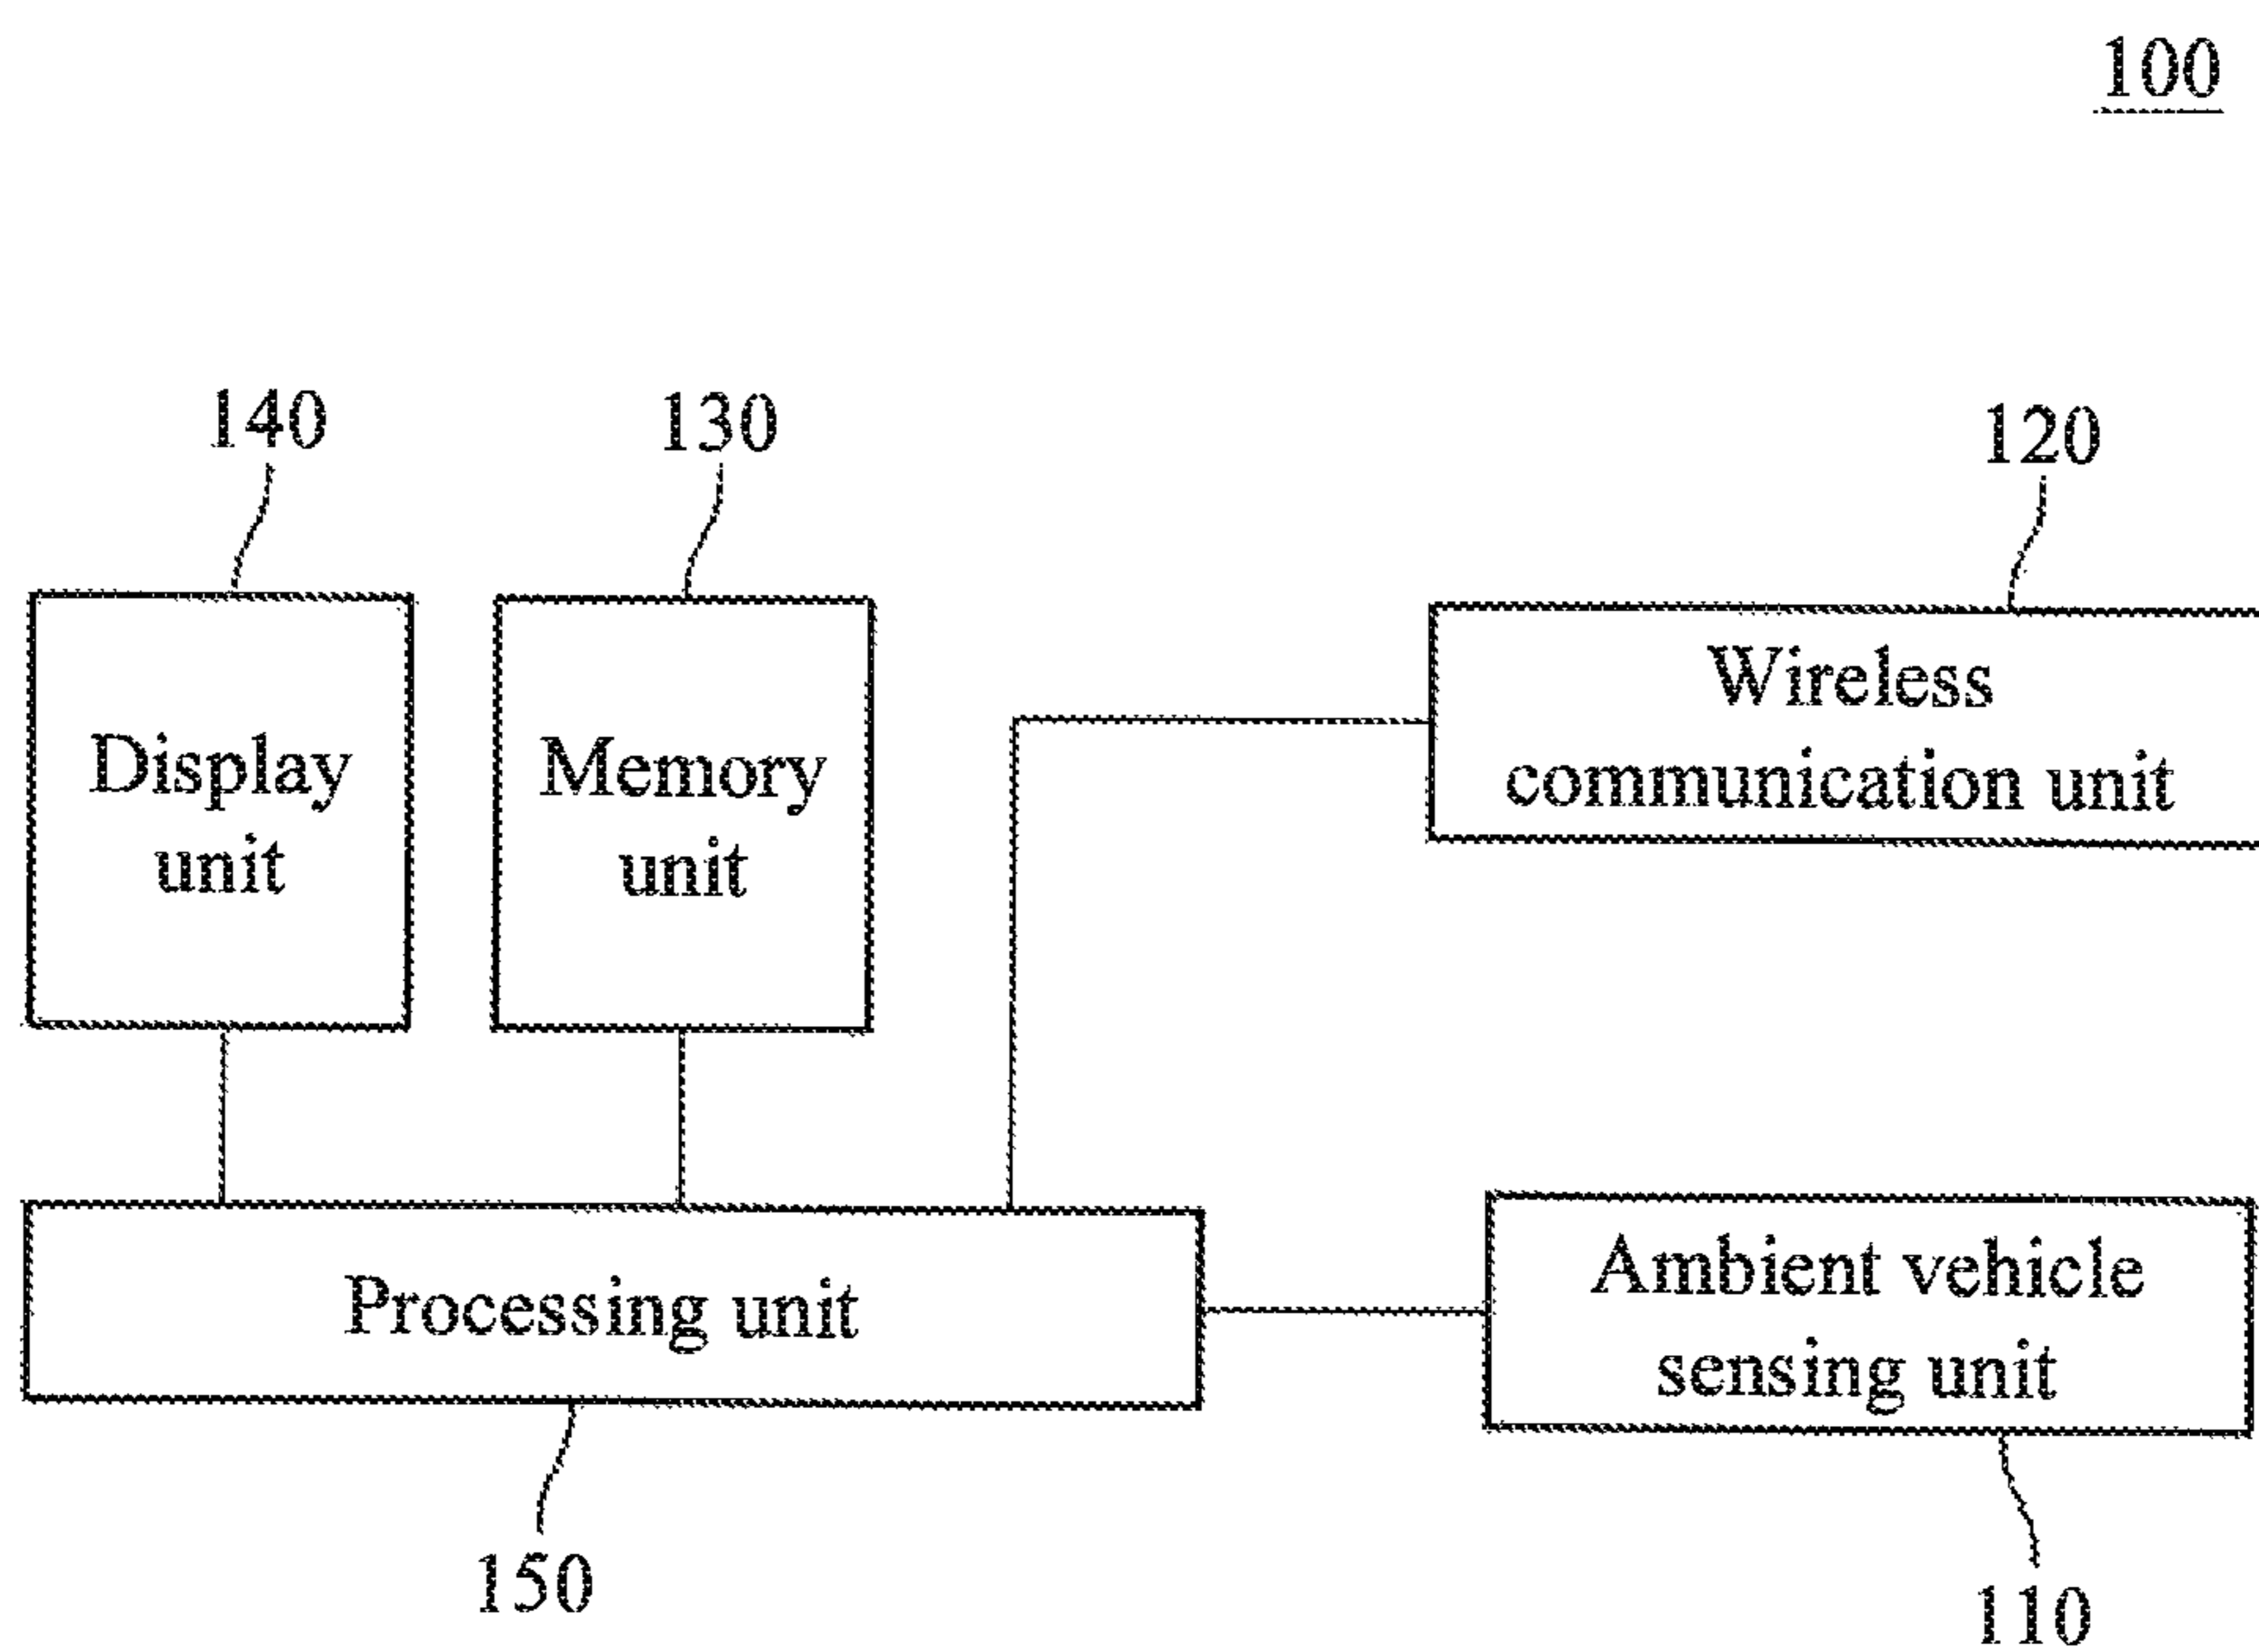 100
140
130
120
Display
unit
Memory
unit
Wireless
communication unit
Processing unit
Ambient vehicle
sensing unit
150
110